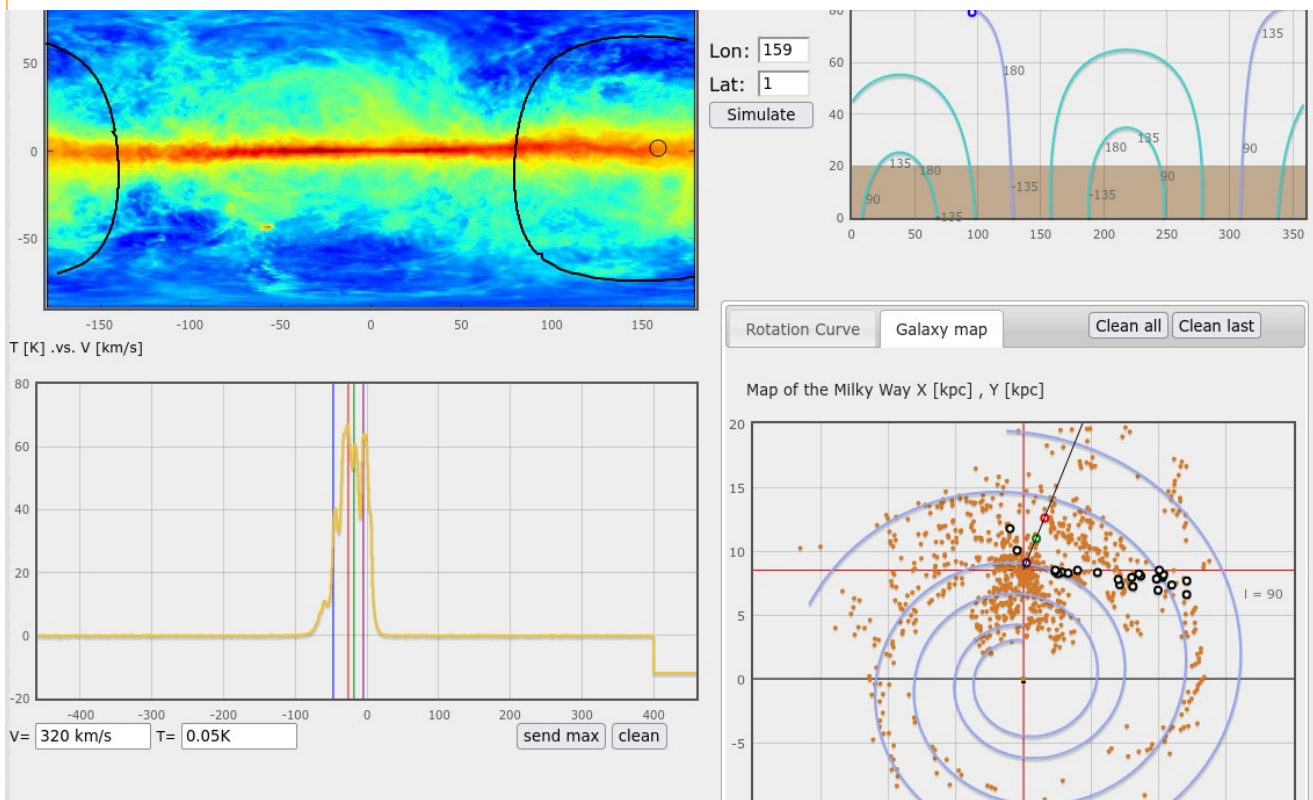 50
0
-50
-150 -100 -50 0 50 100 150
Lon: 159
Lat: 1
Simulate
80
60
40
20
0
0 50 100 150 200 250 300 350
135
180
135
180
90
135
180
-135
-135
90
90
-135
T [K] .vs. V [km/s]
80
60
40
20
0
-20
-400 -300 -200 -100 0 100 200 300 400
V= 320 km/s T= 0.05K send max clean
Rotation Curve Galaxy map Clean all Clean last
Map of the Milky Way X [kpc] , Y [kpc]
20
15
10
5
0
-5
l = 90